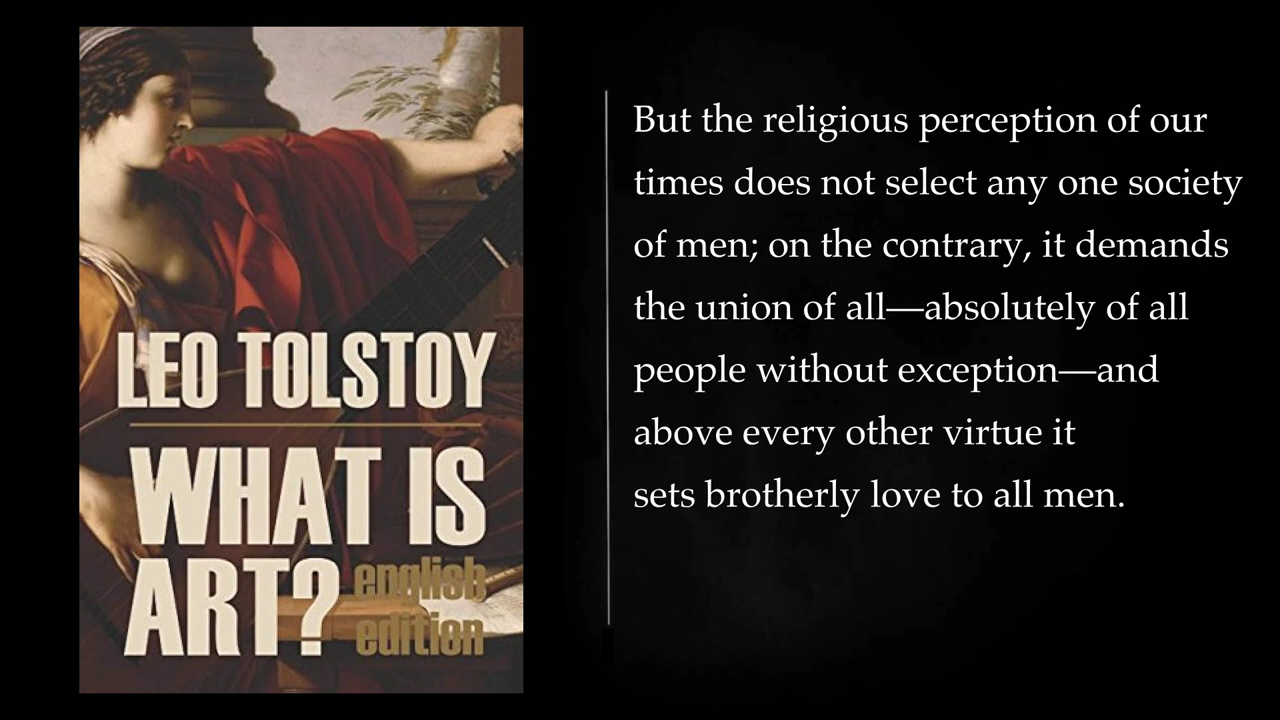 LEO TOLSTOY
WHAT IS
ART?
english
edition
But the religious perception of our
times does not select any one society
of men; on the contrary, it demands
the union of all—absolutely of all
people without exception—and
above every other virtue it
sets brotherly love to all men.